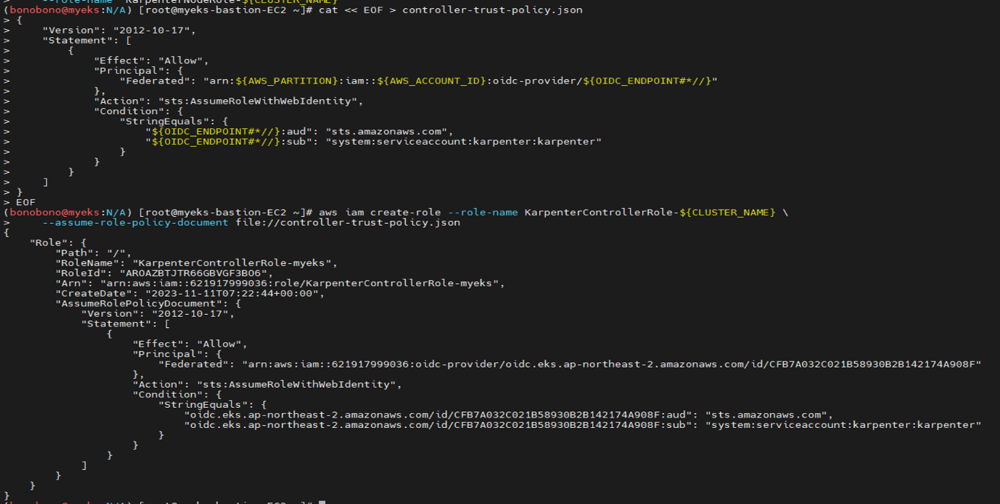 >     --role-name "KarpenterNodeRole-${CLUSTER_NAME}"
(bonobono@myeks:N/A) [root@myeks-bastion-EC2 ~]# cat << EOF > controller-trust-policy.json
> {
>     "Version": "2012-10-17",
>     "Statement": [
>         {
>             "Effect": "Allow",
>             "Principal": {
>                 "Federated": "arn:${AWS_PARTITION}:iam::${AWS_ACCOUNT_ID}:oidc-provider/${OIDC_ENDPOINT#*//}"
>             },
>             "Action": "sts:AssumeRoleWithWebIdentity",
>             "Condition": {
>                 "StringEquals": {
>                     "${OIDC_ENDPOINT#*//}:aud": "sts.amazonaws.com",
>                     "${OIDC_ENDPOINT#*//}:sub": "system:serviceaccount:karpenter:karpenter"
>                 }
>             }
>         }
>     ]
> }
> EOF
(bonobono@myeks:N/A) [root@myeks-bastion-EC2 ~]# aws iam create-role --role-name KarpenterControllerRole-${CLUSTER_NAME} \
>     --assume-role-policy-document file://controller-trust-policy.json
{
    "Role": {
        "Path": "/",
        "RoleName": "KarpenterControllerRole-myeks",
        "RoleId": "AROAZBTJTR66GBVGF3BO6",
        "Arn": "arn:aws:iam::621917999036:role/KarpenterControllerRole-myeks",
        "CreateDate": "2023-11-11T07:22:44+00:00",
        "AssumeRolePolicyDocument": {
            "Version": "2012-10-17",
            "Statement": [
                {
                    "Effect": "Allow",
                    "Principal": {
                        "Federated": "arn:aws:iam::621917999036:oidc-provider/oidc.eks.ap-northeast-2.amazonaws.com/id/CFB7A032C021B58930B2B142174A908F"
                    },
                    "Action": "sts:AssumeRoleWithWebIdentity",
                    "Condition": {
                        "StringEquals": {
                            "oidc.eks.ap-northeast-2.amazonaws.com/id/CFB7A032C021B58930B2B142174A908F:aud": "sts.amazonaws.com",
                            "oidc.eks.ap-northeast-2.amazonaws.com/id/CFB7A032C021B58930B2B142174A908F:sub": "system:serviceaccount:karpenter:karpenter"
                        }
                    }
                }
            ]
        }
    }
}